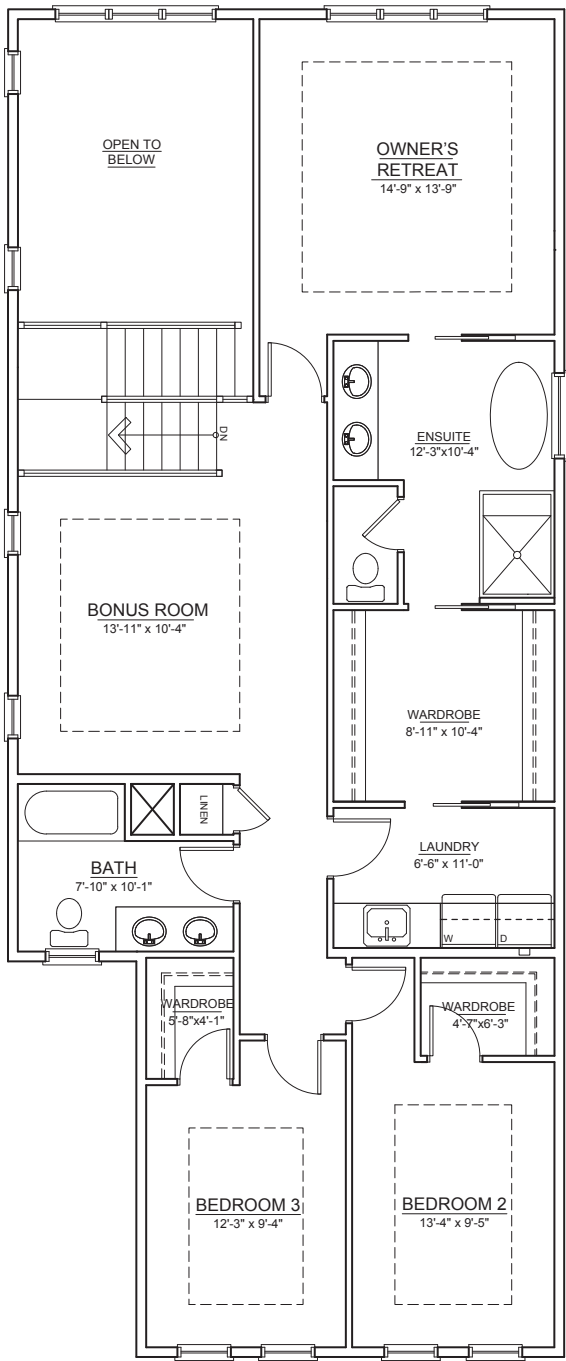 OPEN TO
BELOW
OWNER'S
RETREAT
14'-9" x 13'-9"
DN
ENSUITE
12'-3"x10'-4"
BONUS ROOM
13'-11" x 10'-4"
WARDROBE
8'-11" x 10'-4"
LINEN
LAUNDRY
6'-6" x 11'-0"
BATH
7'-10" x 10'-1"
W
D
WARDROBE
5'-8"x4'-1"
WARDROBE
4'-7"x6'-3"
BEDROOM 3
12'-3" x 9'-4"
BEDROOM 2
13'-4" x 9'-5"